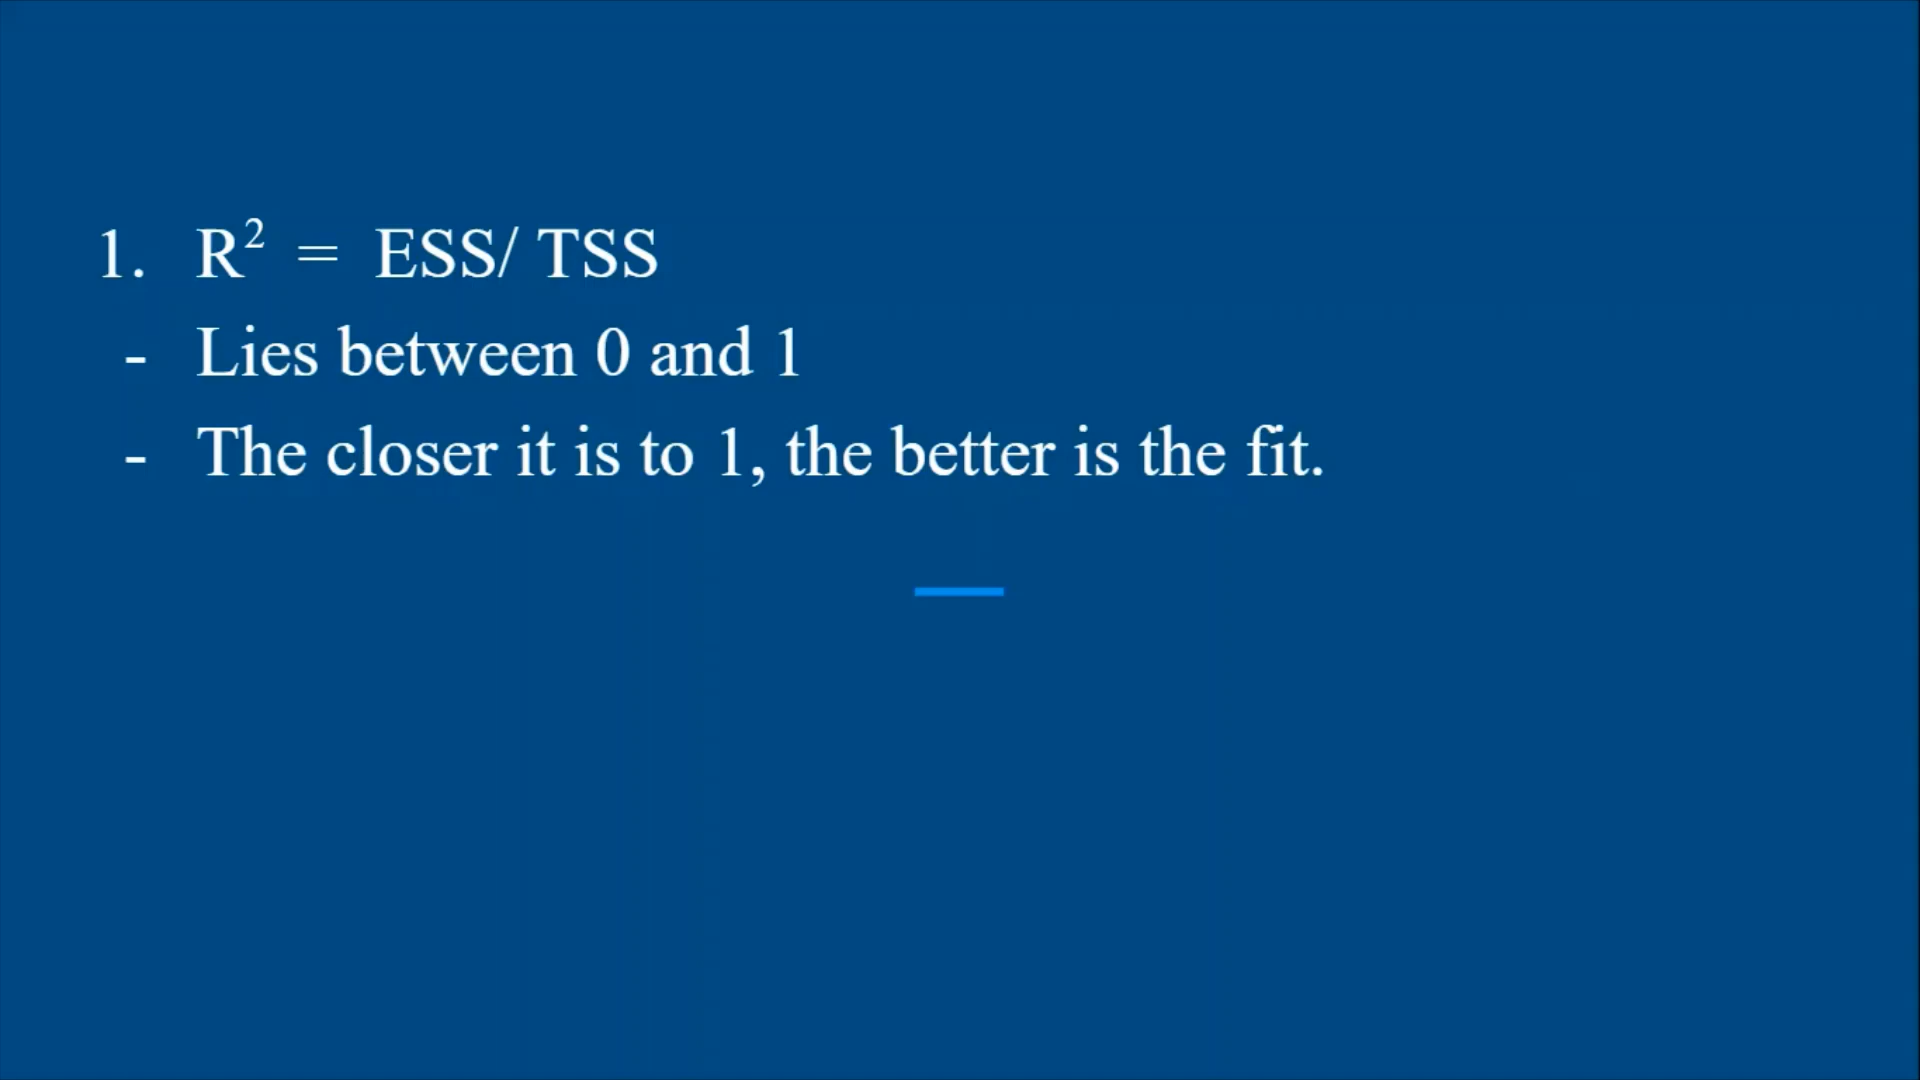 1. R² = ESS/ TSS
- Lies between 0 and 1
- The closer it is to 1, the better is the fit.